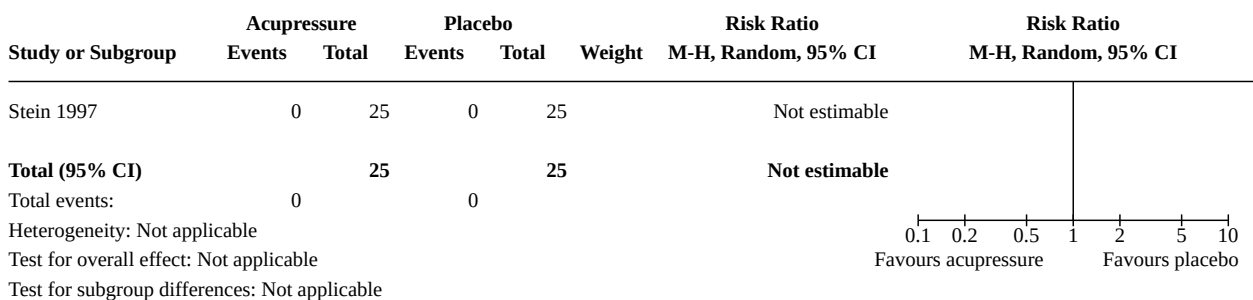 Acupressure Placebo Risk Ratio Risk Ratio
Study or Subgroup Events Total Events Total Weight M-H, Random, 95% CI M-H, Random, 95% CI
Stein 1997 0 25 0 25 Not estimable
Total (95% CI) 25 25 Not estimable
Total events: 0 0
Heterogeneity: Not applicable
0.1 0.2 0.5 1 2 5 10
Test for overall effect: Not applicable Favours acupressure Favours placebo
Test for subgroup differences: Not applicable